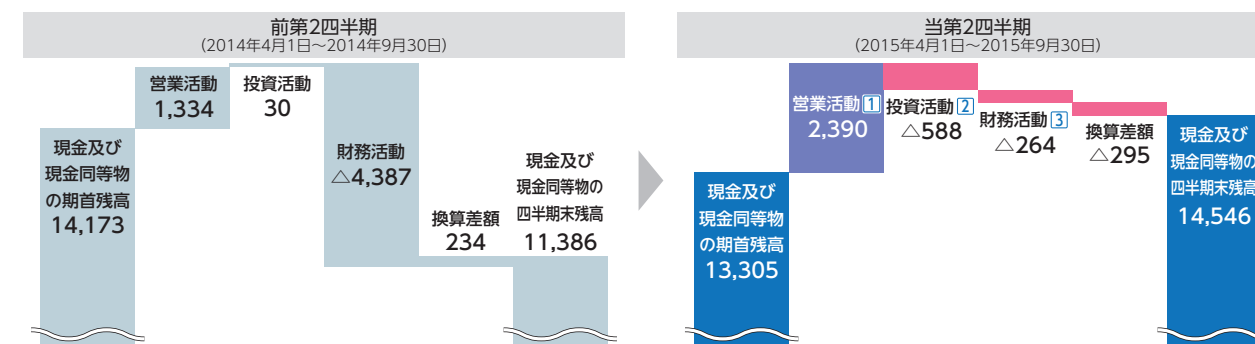 前第2四半期
(2014年4月1日～2014年9月30日)
現金及び
現金同等物
の期首残高
14,173
営業活動
1,334
投資活動
30
財務活動
△4,387
換算差額
234
現金及び
現金同等物の
四半期末残高
11,386
当第2四半期
(2015年4月1日～2015年9月30日)
現金及び
現金同等物
の期首残高
13,305
営業活動1
2,390
投資活動2
△588
財務活動3
△264
換算差額
△295
現金及び
現金同等物の
四半期末残高
14,546